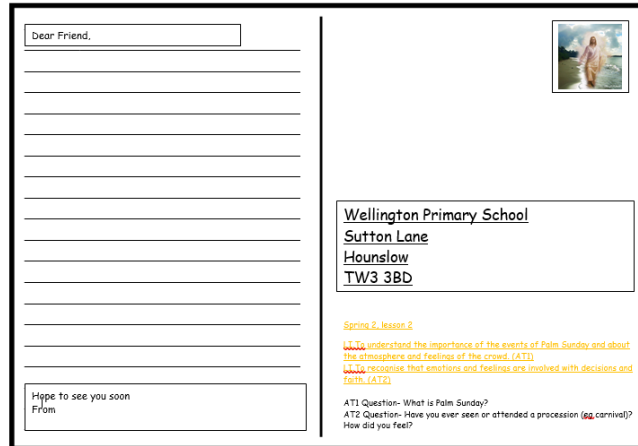 Dear Friend,
Hope to see you soon
From
Wellington Primary School
Sutton Lane
Hounslow
TW3 3BD
Spring 2, lesson 2
L.I.To understand the importance of the events of Palm Sunday and about
the atmosphere and feelings of the crowd. (AT1)
L.I.To recognise that emotions and feelings are involved with decisions and
faith. (AT2)
AT1 Question- What is Palm Sunday?
AT2 Question- Have you ever seen or attended a procession (eg,carnival)?
How did you feel?